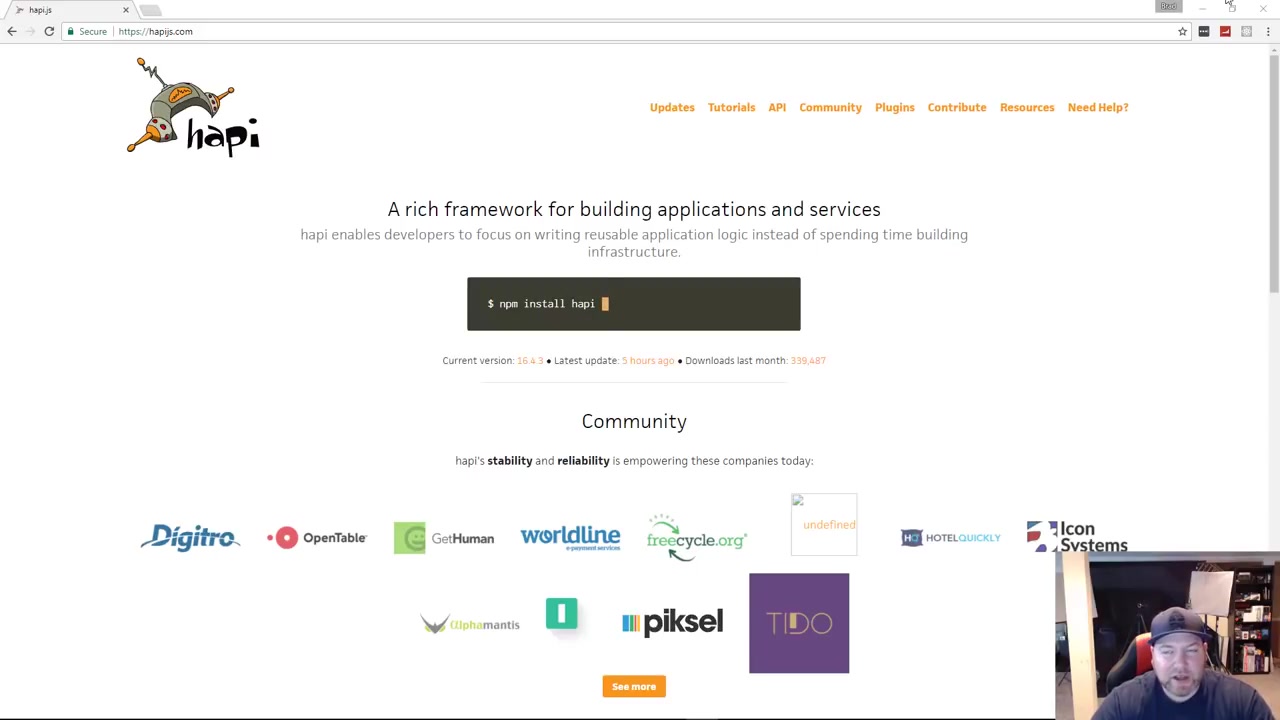 hapi.js
Brad
Secure
https://hapijs.com
hapi
Updates
Tutorials
API
Community
Plugins
Contribute
Resources
Need Help?
A rich framework for building applications and services
hapi enables developers to focus on writing reusable application logic instead of spending time building
infrastructure.
$ npm install hapi
Current version: 16.4.3 ● Latest update: 5 hours ago ● Downloads last month: 339,487
Community
hapi's stability and reliability is empowering these companies today:
Digitro
OpenTable
GetHuman
worldline
e-payment services
freecycle.org
undefined
HQ HOTELQUICKLY
Icon
Systems
alphamantis
piksel
TIDO
See more